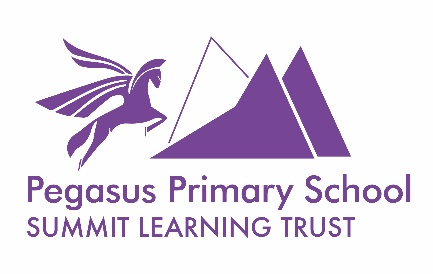 Pegasus Primary School
SUMMIT LEARNING TRUST